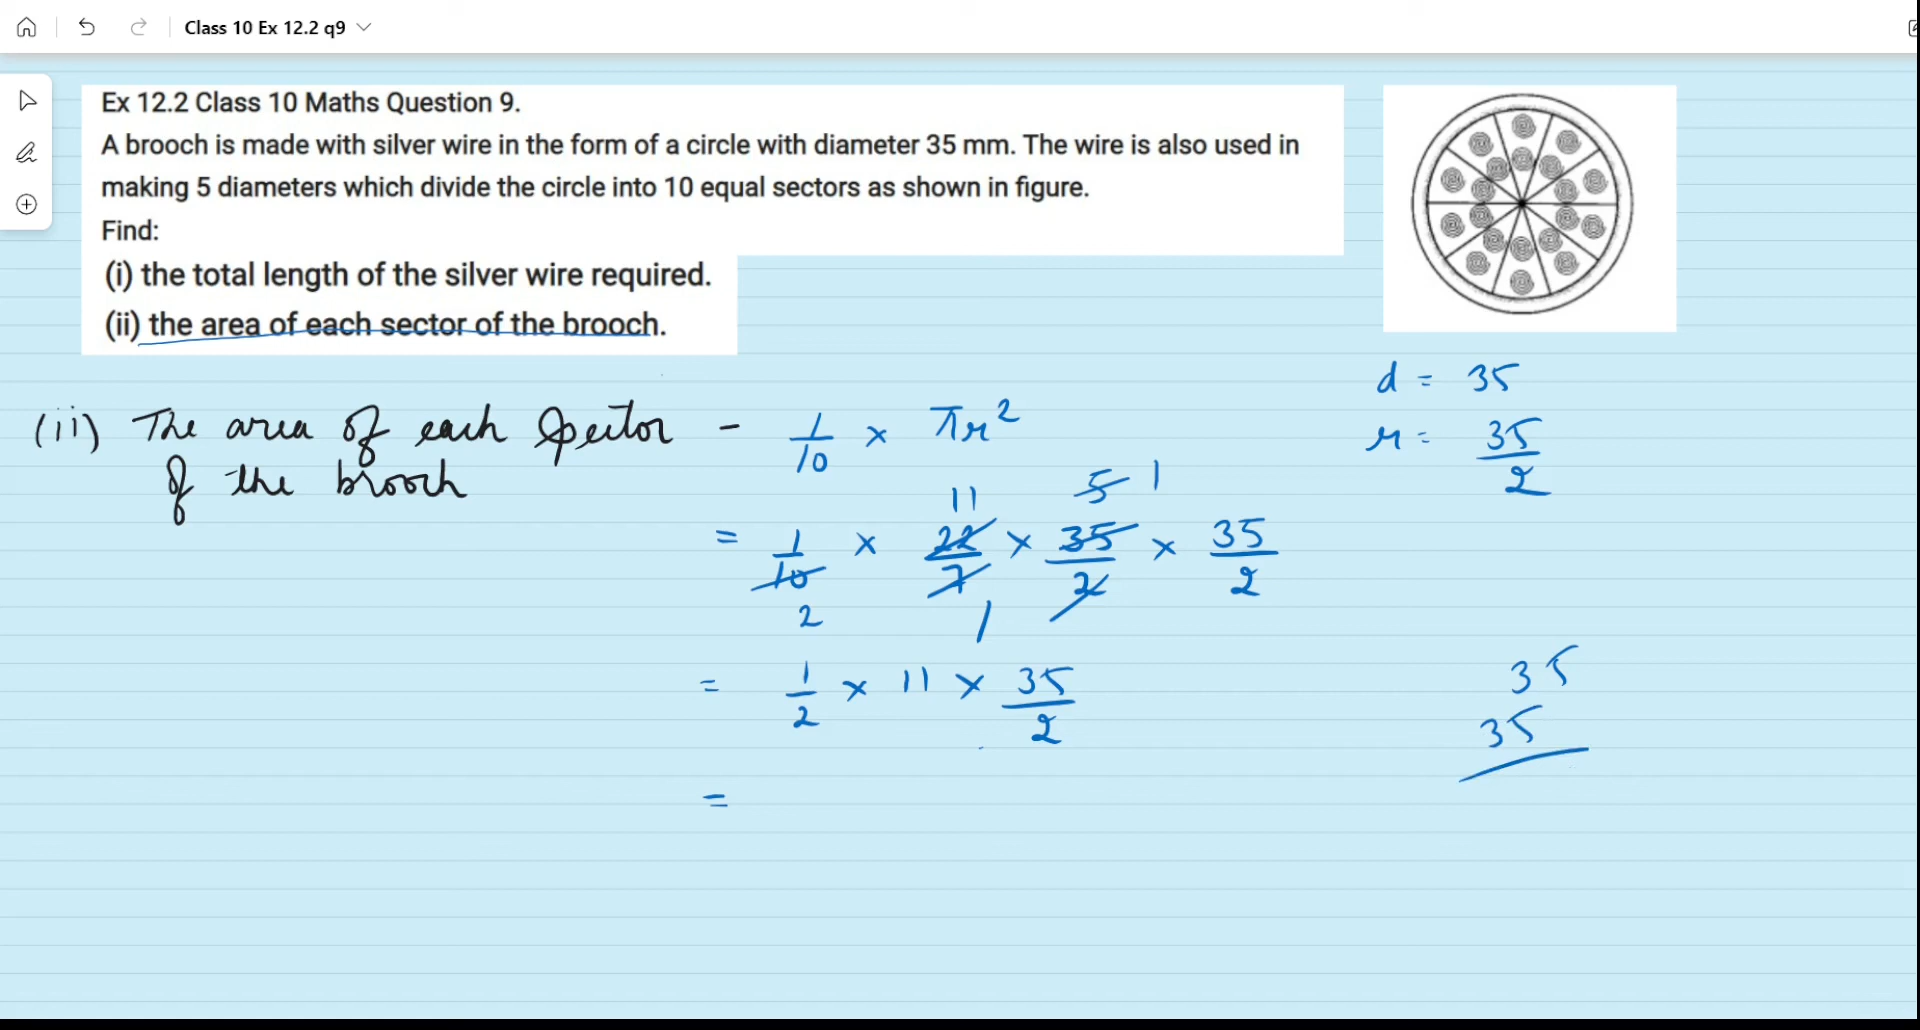 Class 10 Ex 12.2 q9
Ex 12.2 Class 10 Maths Question 9.
A brooch is made with silver wire in the form of a circle with diameter 35 mm. The wire is also used in
making 5 diameters which divide the circle into 10 equal sectors as shown in figure.
Find:
(i) the total length of the silver wire required.
(ii) the area of each sector of the brooch.
d = 35
r = 35/2
(ii) The area of each sector - 1/10 × πr²
of the brooch
11 5 1
= 1/10 × 22/7 × 35/2 × 35/2
2 1
= 1/2 × 11 × 35/2
35
35
=